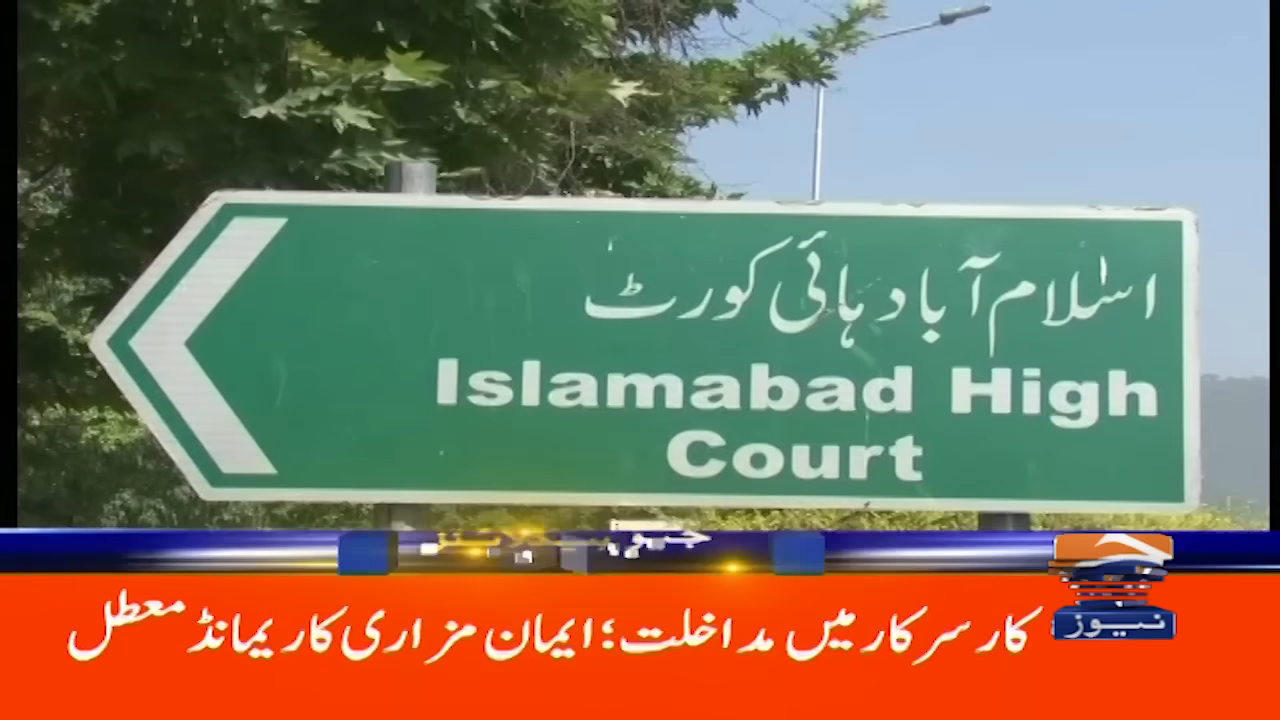 اسلام آباد ہائی کورٹ
Islamabad High
Court
کار سرکار میں مداخلت؛ ایمان مزاری کا ریمانڈ معطل
نیوز